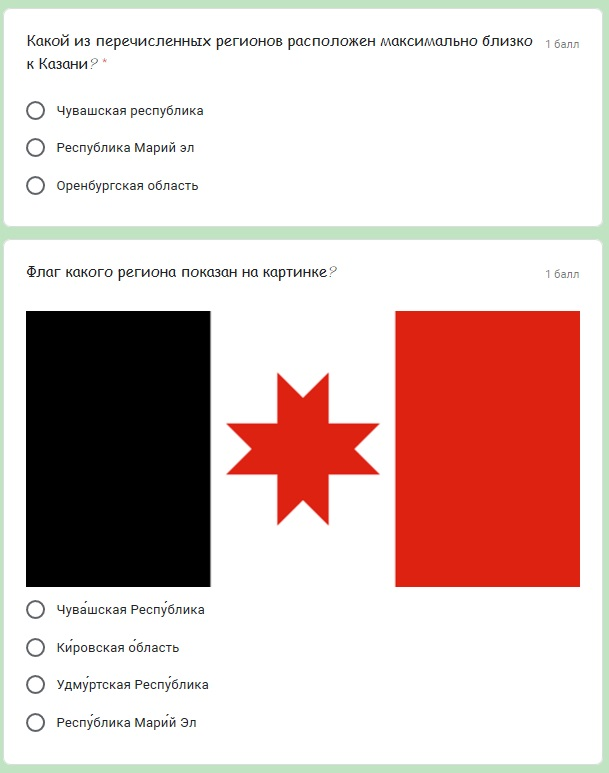 Какой из перечисленных регионов расположен максимально близко 1 балл
к Казани? *
Чувашская республика
Республика Марий эл
Оренбургская область
Флаг какого региона показан на картинке? 1 балл
Чува́шская Респу́блика
Ки́ровская о́бласть
Удму́ртская Респу́блика
Респу́блика Мари́й Эл